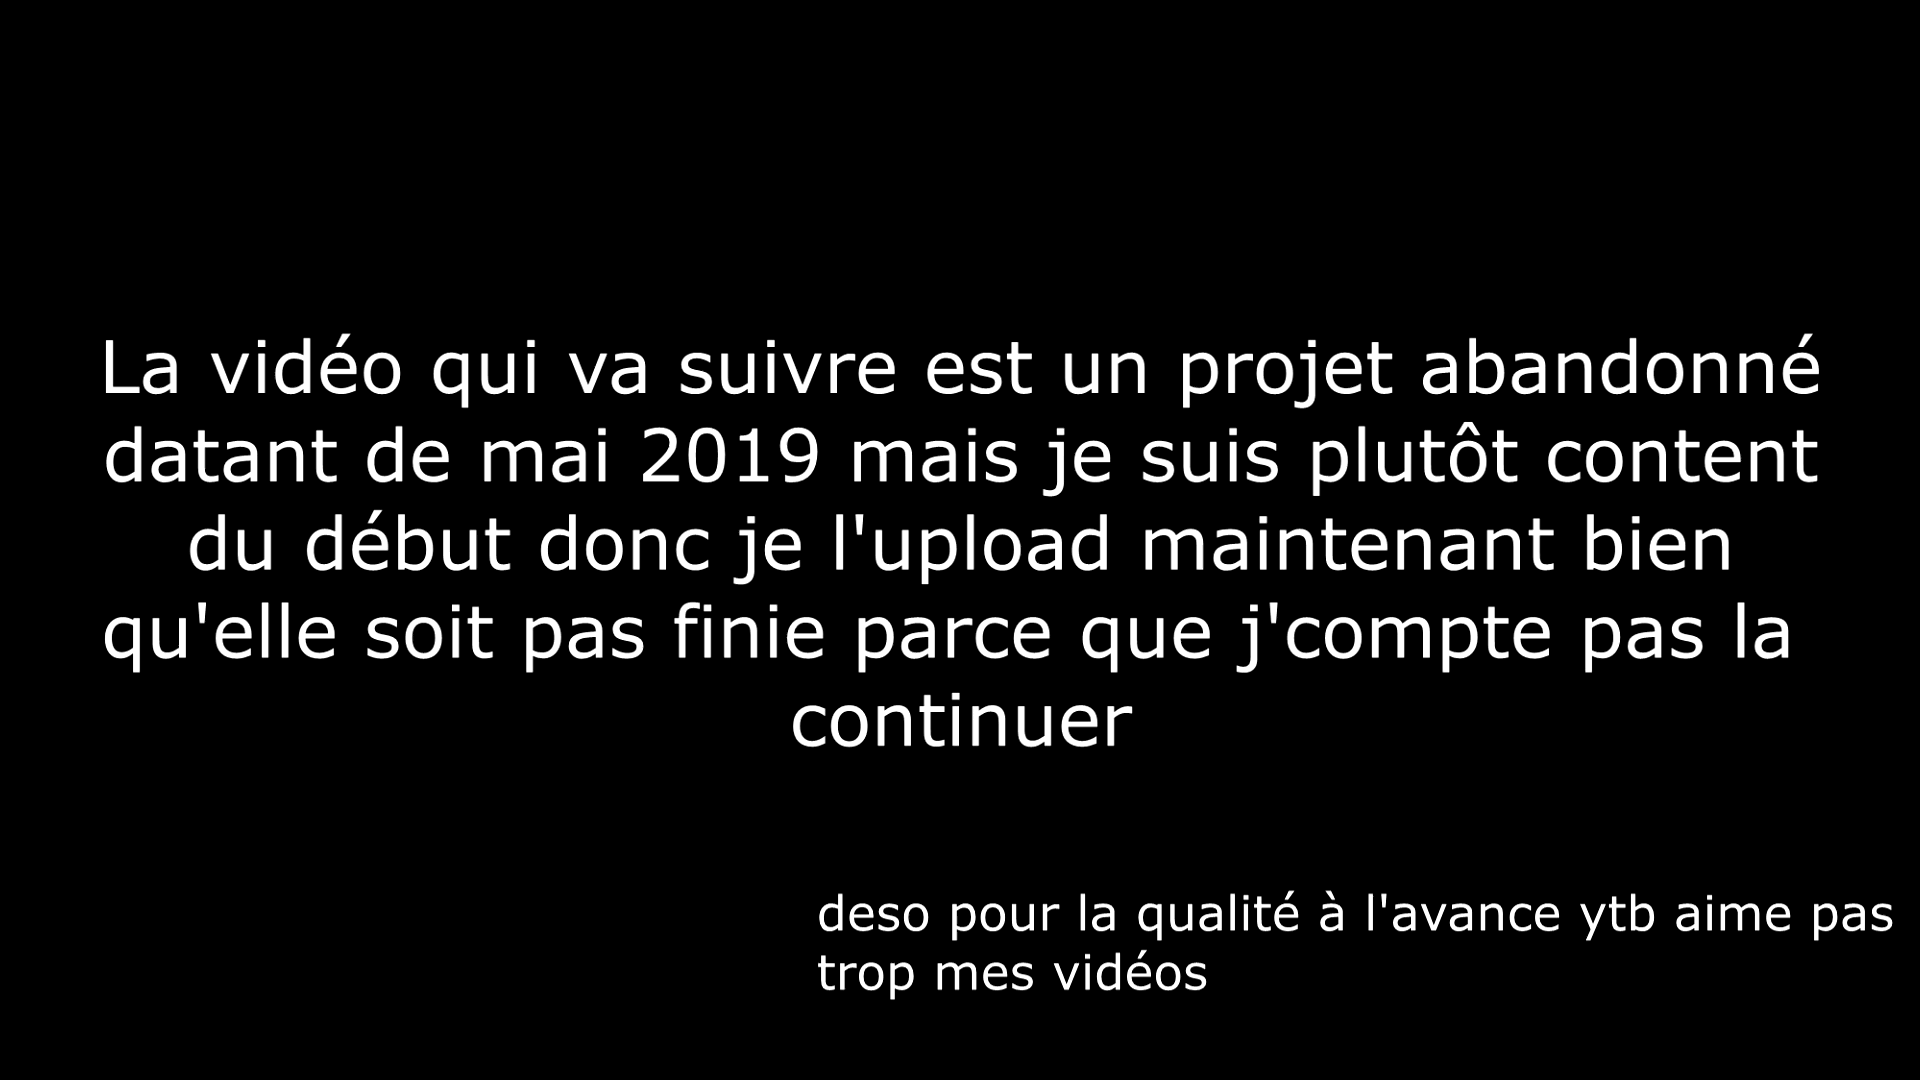 La vidéo qui va suivre est un projet abandonné
datant de mai 2019 mais je suis plutôt content
du début donc je l'upload maintenant bien
qu'elle soit pas finie parce que j'compte pas la
continuer
deso pour la qualité à l'avance ytb aime pas
trop mes vidéos